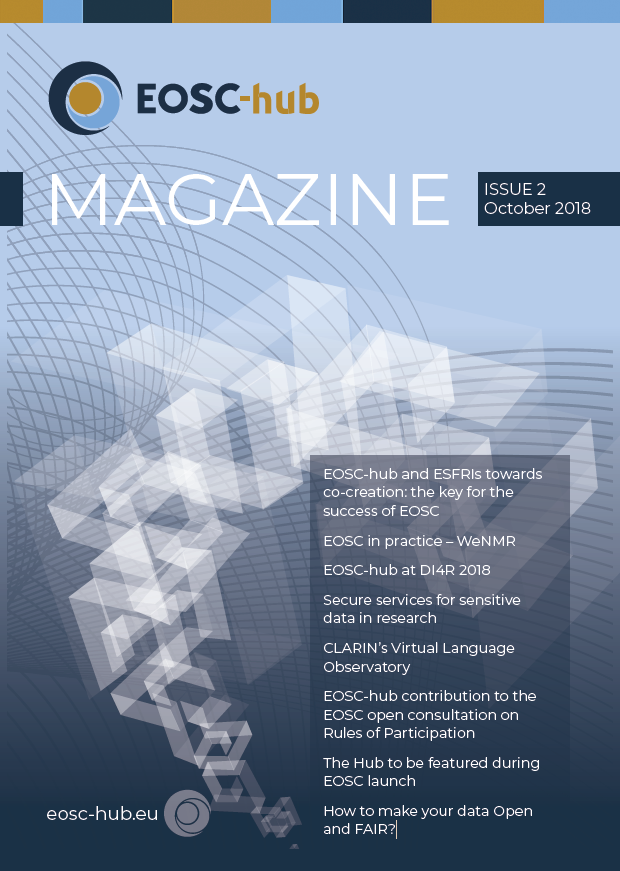 EOSC-hub
MAGAZINE
ISSUE 2
October 2018
EOSC-hub and ESFRIs towards
co-creation: the key for the
success of EOSC
EOSC in practice – WeNMR
EOSC-hub at DI4R 2018
Secure services for sensitive
data in research
CLARIN’s Virtual Language
Observatory
EOSC-hub contribution to the
EOSC open consultation on
Rules of Participation
The Hub to be featured during
EOSC launch
How to make your data Open
and FAIR?
eosc-hub.eu